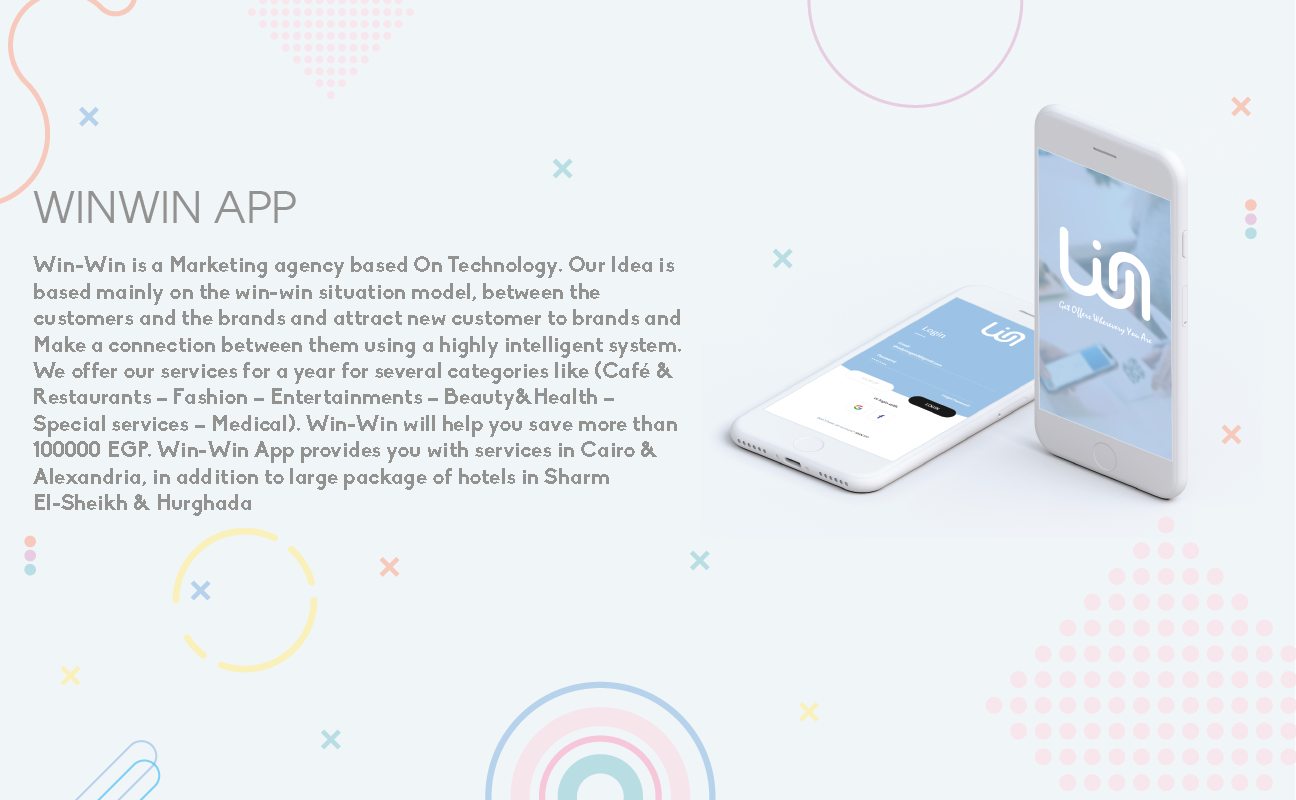 WINWIN APP
Win-Win is a Marketing agency based On Technology. Our Idea is
based mainly on the win-win situation model, between the
customers and the brands and attract new customer to brands and
Make a connection between them using a highly intelligent system.
We offer our services for a year for several categories like (Café &
Restaurants – Fashion – Entertainments – Beauty&Health –
Special services – Medical). Win-Win will help you save more than
100000 EGP. Win-Win App provides you with services in Cairo &
Alexandria, in addition to large package of hotels in Sharm
El-Sheikh & Hurghada
Win
Get Offers Wherever You Are
Login
Win
LOGIN